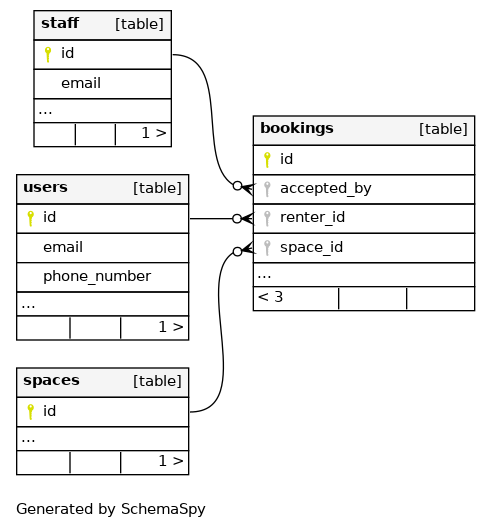 staff [table]
id
email
...
1 >
users [table]
id
email
phone_number
...
1 >
spaces [table]
id
...
1 >
bookings [table]
id
accepted_by
renter_id
space_id
...
< 3
Generated by SchemaSpy